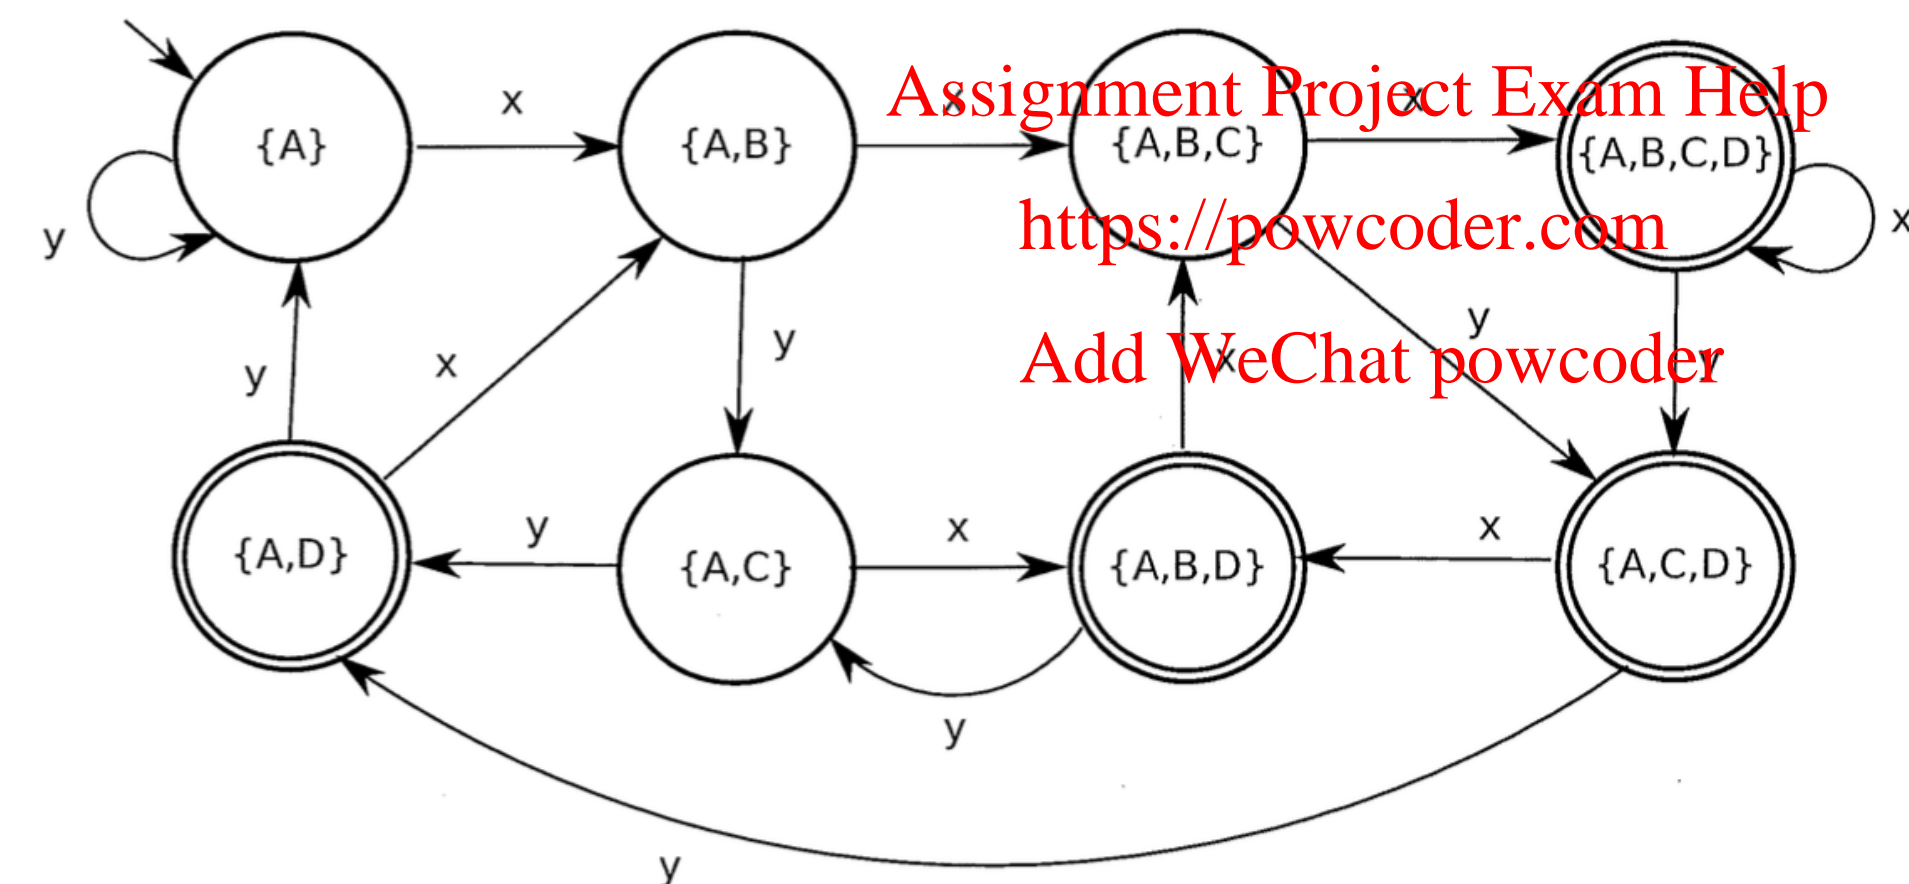 x
x
Assignment Project Exam Help
x
{A}
{A,B}
{A,B,C}
{A,B,C,D}
y
https://powcoder.com
x
y
x
y
x
Add WeChat powcoder
y
y
{A,D}
y
{A,C}
x
{A,B,D}
x
{A,C,D}
y
y